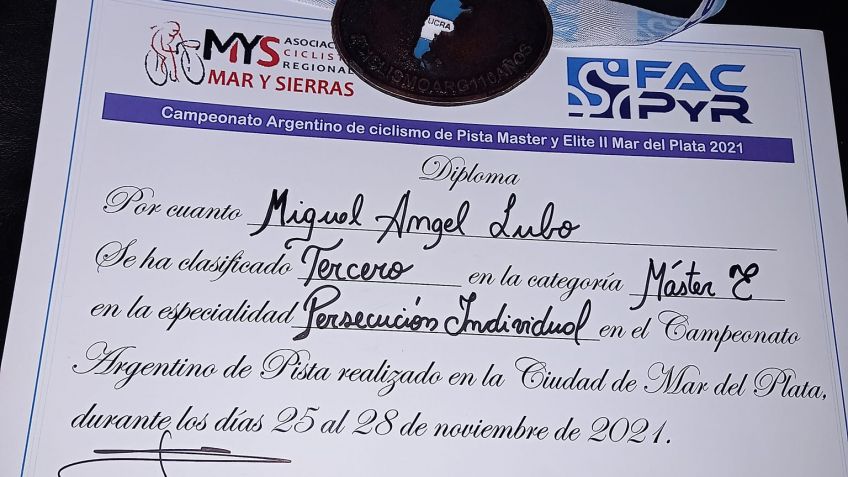 MYS ASOCIAC
CICLIST
REGIONAL
MAR Y SIERRAS
UCRA
CICLISMOARG110AÑOS
FAC
PyR
Campeonato Argentino de ciclismo de Pista Master y Elite II Mar del Plata 2021
Diploma
Por cuanto Miguel Angel Lubo
Se ha clasificado Tercero en la categoría Máster E
en la especialidad Persecución Individual en el Campeonato
Argentino de Pista realizado en la Ciudad de Mar del Plata,
durante los días 25 al 28 de noviembre de 2021.